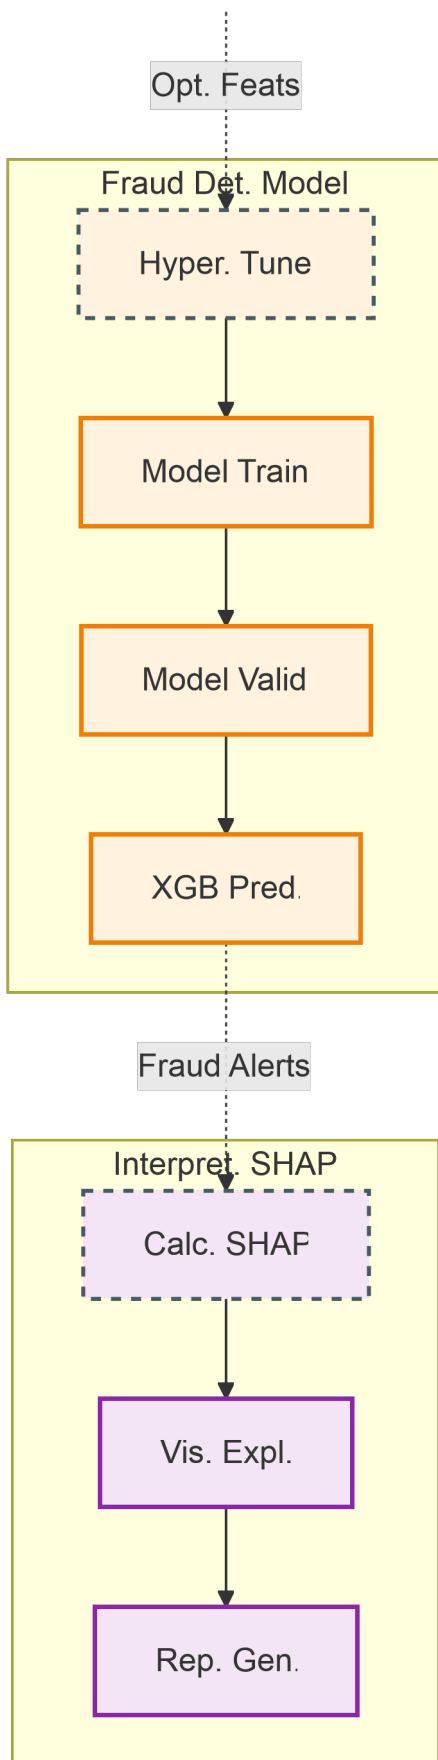 Opt. Feats
Fraud Det. Model
Hyper. Tune
Model Train
Model Valid
XGB Pred.
Fraud Alerts
Interpret. SHAP
Calc. SHAP
Vis. Expl.
Rep. Gen.